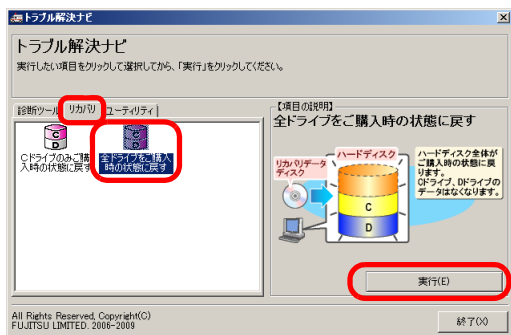 トラブル解決ナビ
トラブル解決ナビ
実行したい項目をクリックして選択してから、「実行」をクリックしてください。
診断ツール
リカバリ
ユーティリティ
C
D
Cドライブのみご購
入時の状態に戻す
C
D
全ドライブをご購入
時の状態に戻す
【項目の説明】
全ドライブをご購入時の状態に戻す
リカバリデータ
ディスク
ハードディスク
C
D
ハードディスク全体が
ご購入時の状態に戻
ります。
Cドライブ、Dドライブの
データはなくなります。
実行(E)
All Rights Reserved, Copyright(C)
FUJITSU LIMITED. 2006-2009
終了(X)